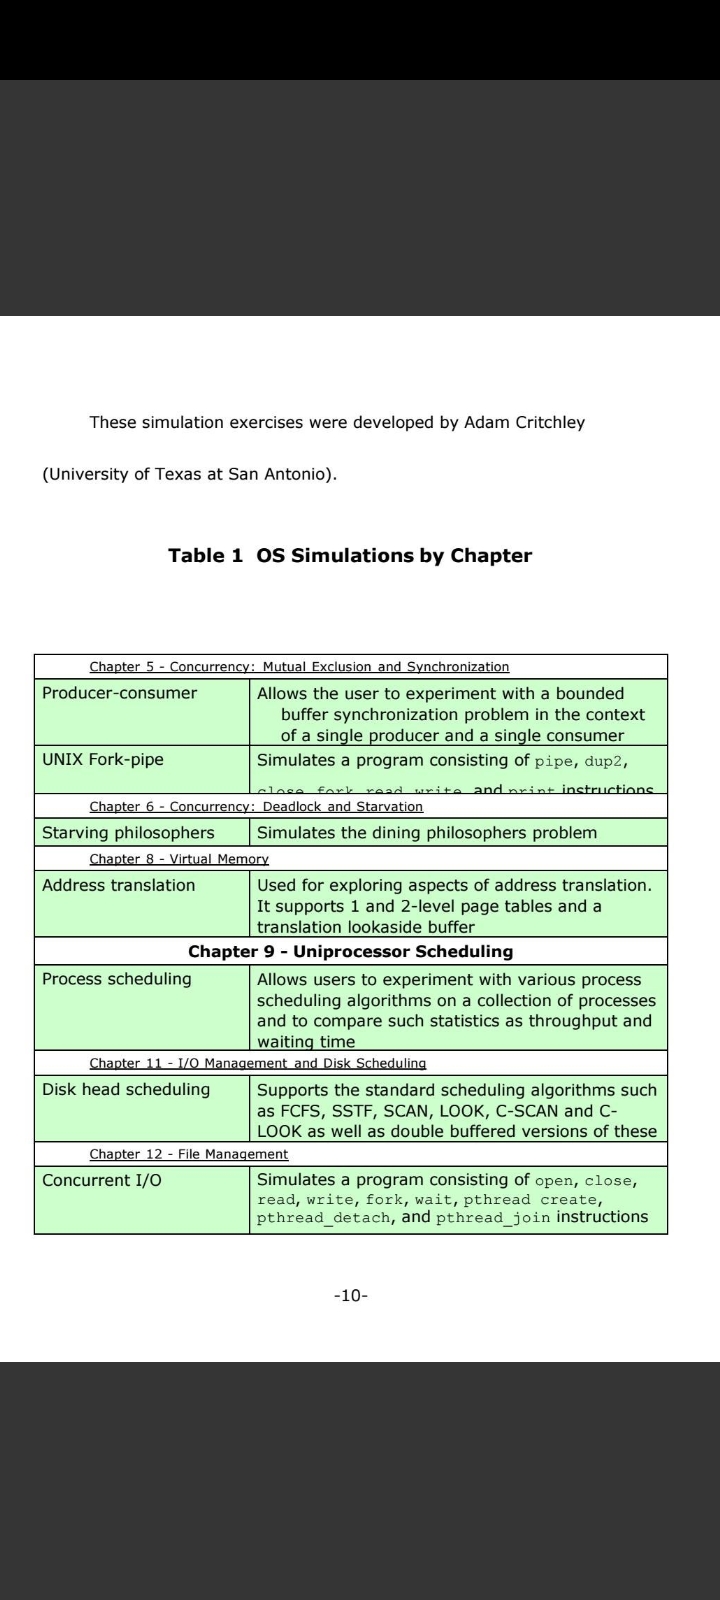 These simulation exercises were developed by Adam Critchley
(University of Texas at San Antonio).
Table 1  OS Simulations by Chapter
Chapter 5 - Concurrency: Mutual Exclusion and Synchronization
Producer-consumer
Allows the user to experiment with a bounded
buffer synchronization problem in the context
of a single producer and a single consumer
UNIX Fork-pipe
Simulates a program consisting of pipe, dup2,
close, fork, read, write, and print instructions
Chapter 6 - Concurrency: Deadlock and Starvation
Starving philosophers
Simulates the dining philosophers problem
Chapter 8 - Virtual Memory
Address translation
Used for exploring aspects of address translation.
It supports 1 and 2-level page tables and a
translation lookaside buffer
Chapter 9 - Uniprocessor Scheduling
Process scheduling
Allows users to experiment with various process
scheduling algorithms on a collection of processes
and to compare such statistics as throughput and
waiting time
Chapter 11 - I/O Management and Disk Scheduling
Disk head scheduling
Supports the standard scheduling algorithms such
as FCFS, SSTF, SCAN, LOOK, C-SCAN and C-
LOOK as well as double buffered versions of these
Chapter 12 - File Management
Concurrent I/O
Simulates a program consisting of open, close,
read, write, fork, wait, pthread_create,
pthread_detach, and pthread_join instructions
-10-